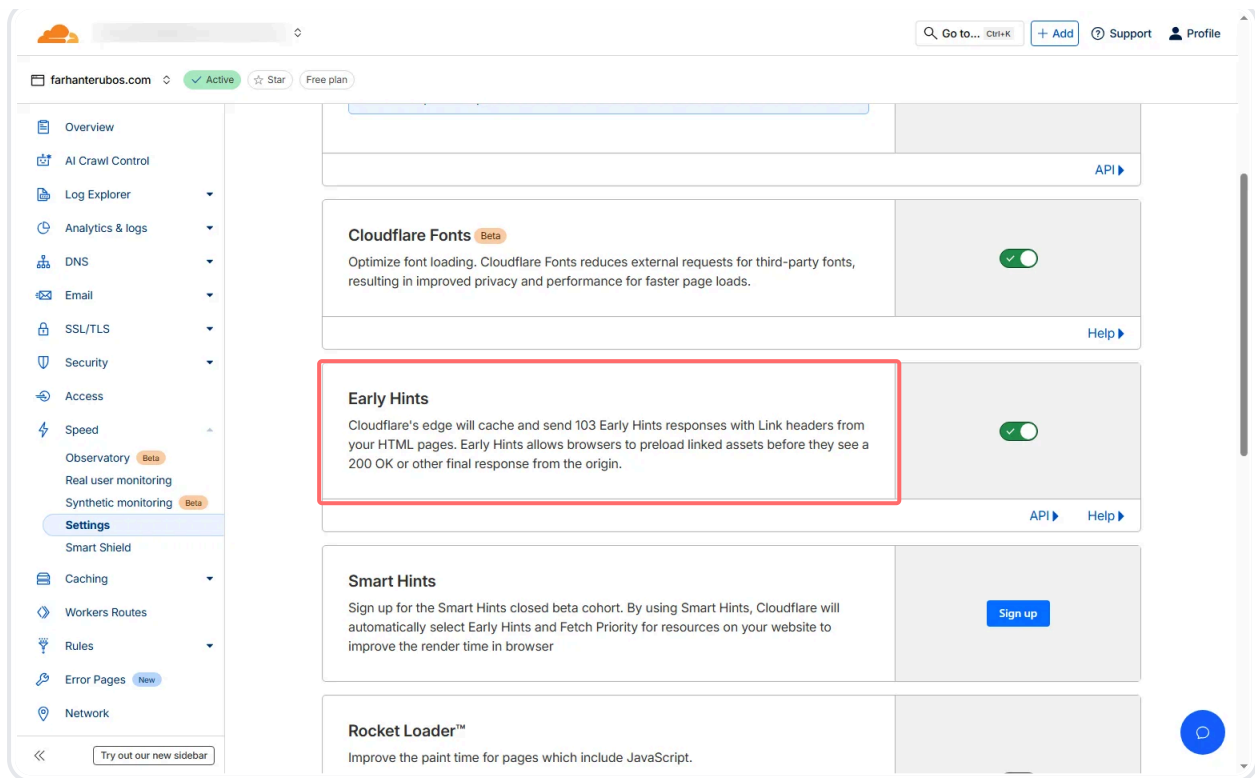 Go to... Ctrl+K
+ Add
Support
Profile
farhanterubos.com
Active
Star
Free plan
Overview
AI Crawl Control
Log Explorer
Analytics & logs
DNS
Email
SSL/TLS
Security
Access
Speed
Observatory Beta
Real user monitoring
Synthetic monitoring Beta
Settings
Smart Shield
Caching
Workers Routes
Rules
Error Pages New
Network
Try out our new sidebar
API
Cloudflare Fonts Beta
Optimize font loading. Cloudflare Fonts reduces external requests for third-party fonts,
resulting in improved privacy and performance for faster page loads.
Help
Early Hints
Cloudflare's edge will cache and send 103 Early Hints responses with Link headers from
your HTML pages. Early Hints allows browsers to preload linked assets before they see a
200 OK or other final response from the origin.
API Help
Smart Hints
Sign up for the Smart Hints closed beta cohort. By using Smart Hints, Cloudflare will
automatically select Early Hints and Fetch Priority for resources on your website to
improve the render time in browser
Sign up
Rocket Loader™
Improve the paint time for pages which include JavaScript.